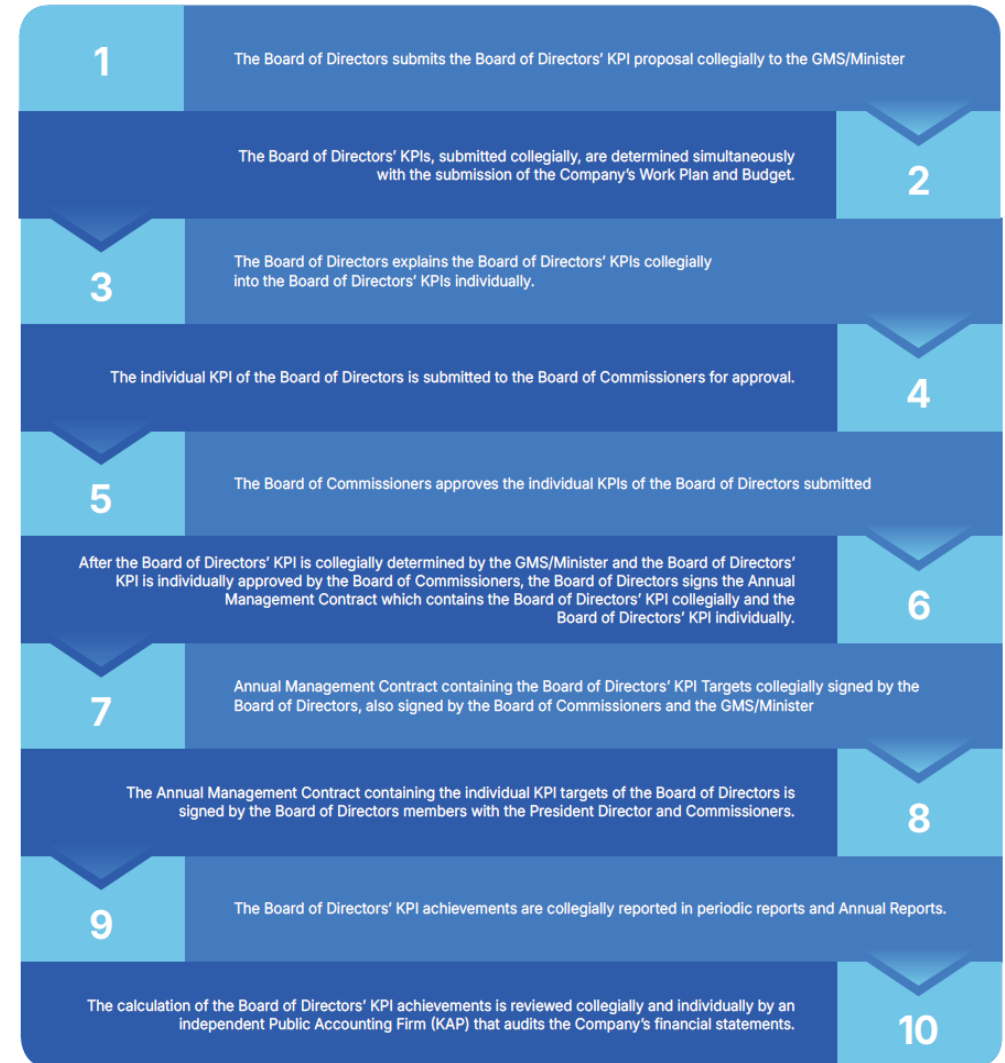 1
The Board of Directors submits the Board of Directors’ KPI proposal collegially to the GMS/Minister
The Board of Directors’ KPIs, submitted collegially, are determined simultaneously
with the submission of the Company’s Work Plan and Budget.
2
3
The Board of Directors explains the Board of Directors’ KPIs collegially
into the Board of Directors’ KPIs individually.
The individual KPI of the Board of Directors is submitted to the Board of Commissioners for approval.
4
5
The Board of Commissioners approves the individual KPIs of the Board of Directors submitted
After the Board of Directors’ KPI is collegially determined by the GMS/Minister and the Board of Directors’
KPI is individually approved by the Board of Commissioners, the Board of Directors signs the Annual
Management Contract which contains the Board of Directors’ KPI collegially and the
Board of Directors’ KPI individually.
6
7
Annual Management Contract containing the Board of Directors’ KPI Targets collegially signed by the
Board of Directors, also signed by the Board of Commissioners and the GMS/Minister
The Annual Management Contract containing the individual KPI targets of the Board of Directors is
signed by the Board of Directors members with the President Director and Commissioners.
8
9
The Board of Directors’ KPI achievements are collegially reported in periodic reports and Annual Reports.
The calculation of the Board of Directors’ KPI achievements is reviewed collegially and individually by an
independent Public Accounting Firm (KAP) that audits the Company’s financial statements.
10